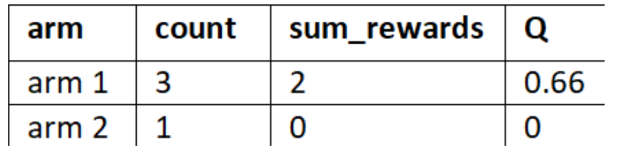 arm count sum_rewards Q
arm 1 3 2 0.66
arm 2 1 0 0